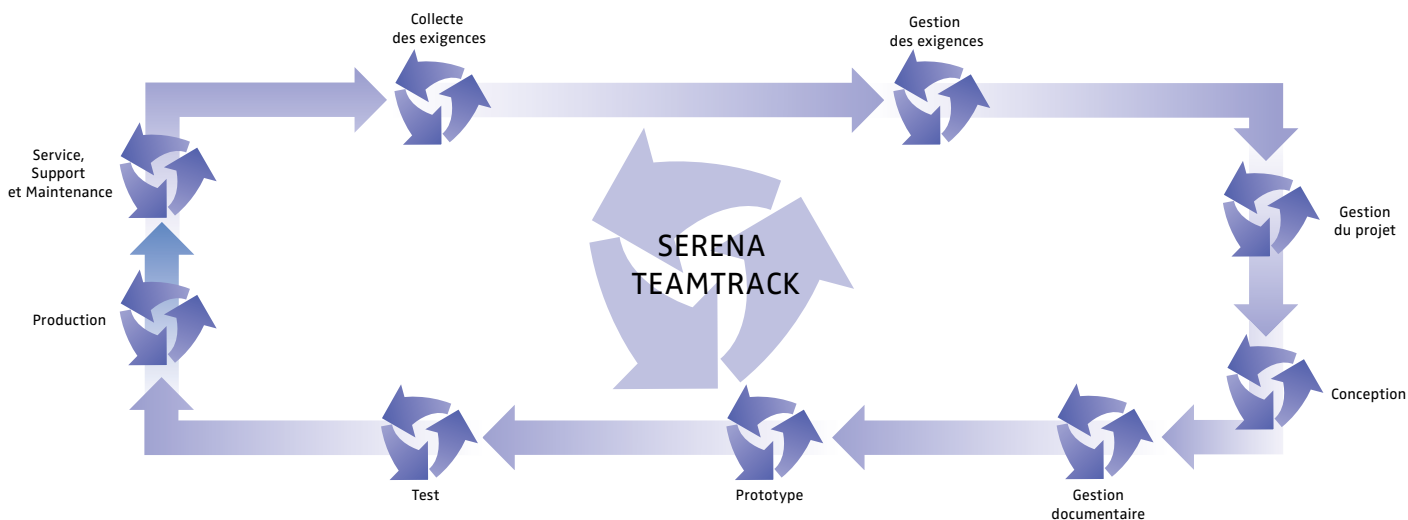 Collecte
des exigences
Gestion
des exigences
Service,
Support
et Maintenance
Gestion
du projet
SERENA
TEAMTRACK
Production
Conception
Test
Prototype
Gestion
documentaire